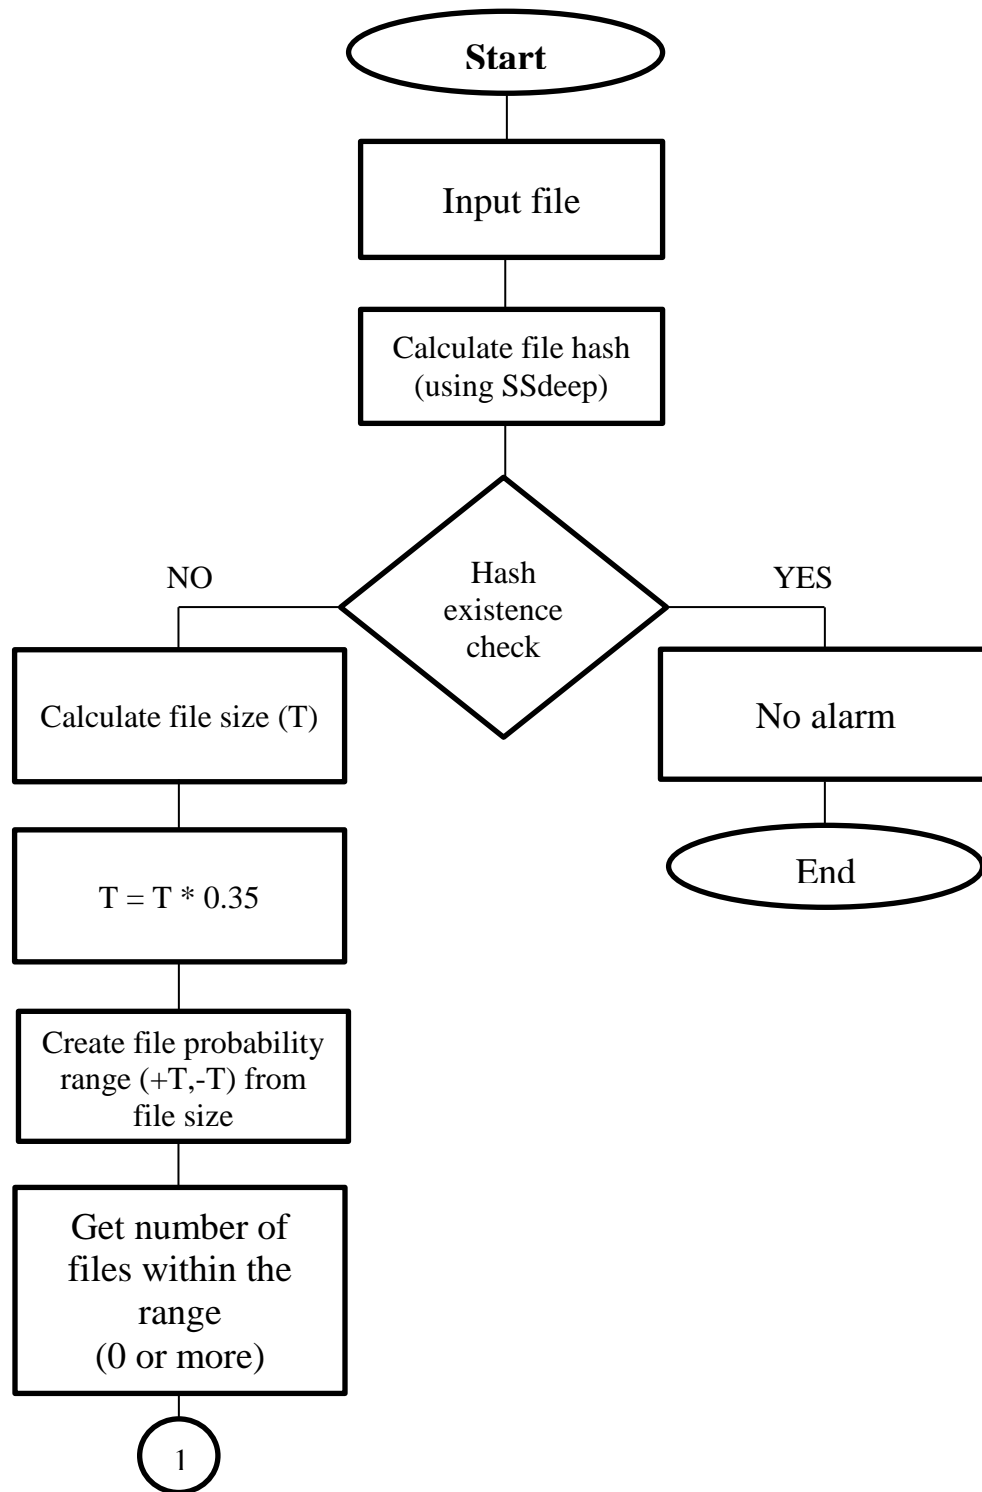 Start
Input file
Calculate file hash
(using SSdeep)
Hash
existence
check
NO
YES
Calculate file size (T)
No alarm
T = T * 0.35
End
Create file probability
range (+T,-T) from
file size
Get number of
files within the
range
(0 or more)
1